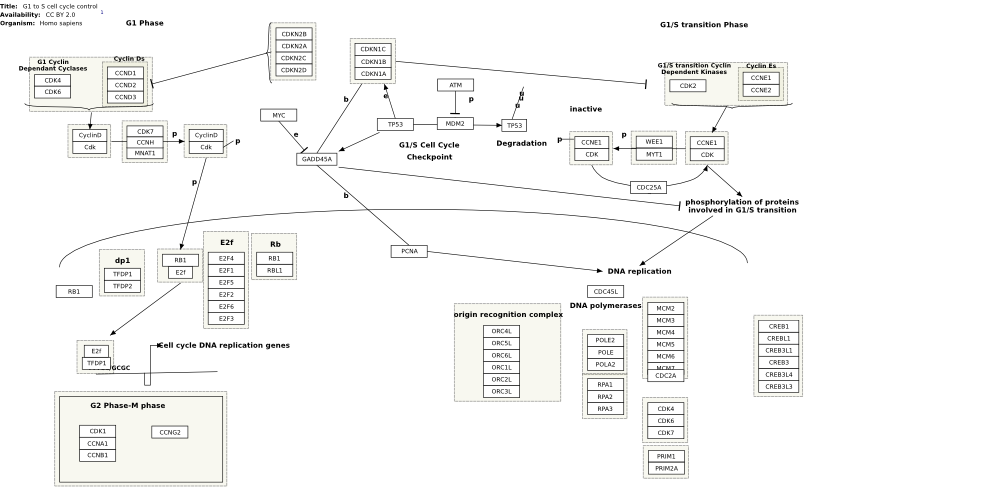 Title: G1 to S cell cycle control
Availability: CC BY 2.0
1
Organism: Homo sapiens
G1 Phase
G1/S transition Phase
CDKN2B
CDKN2A
CDKN2C
CDKN2D
CDKN1C
CDKN1B
CDKN1A
G1 Cyclin
Dependant Cyclases
Cyclin Ds
CDK4
CDK6
CCND1
CCND2
CCND3
G1/S transition Cyclin
Dependent Kinases
Cyclin Es
CDK2
CCNE1
CCNE2
ATM
p
b
e
u
u
u
inactive
MYC
e
TP53
MDM2
TP53
G1/S Cell Cycle
Checkpoint
Degradation
CyclinD
Cdk
CDK7
CCNH
MNAT1
p
CyclinD
Cdk
p
p
CCNE1
CDK
p
WEE1
MYT1
CCNE1
CDK
GADD45A
CDC25A
p
b
phosphorylation of proteins
involved in G1/S transition
PCNA
DNA replication
E2f
Rb
dp1
TFDP1
TFDP2
RB1
E2f
E2F4
E2F1
E2F5
E2F2
E2F6
E2F3
RB1
RBL1
RB1
CDC45L
DNA polymerases
origin recognition complex
ORC4L
ORC5L
ORC6L
ORC1L
ORC2L
ORC3L
POLE2
POLE
POLA2
RPA1
RPA2
RPA3
MCM2
MCM3
MCM4
MCM5
MCM6
MCM7
CDC2A
CREB1
CREBL1
CREB3L1
CREB3
CREB3L4
CREB3L3
E2f
TFDP1
Cell cycle DNA replication genes
GCGC
G2 Phase-M phase
CDK1
CCNA1
CCNB1
CCNG2
CDK4
CDK6
CDK7
PRIM1
PRIM2A